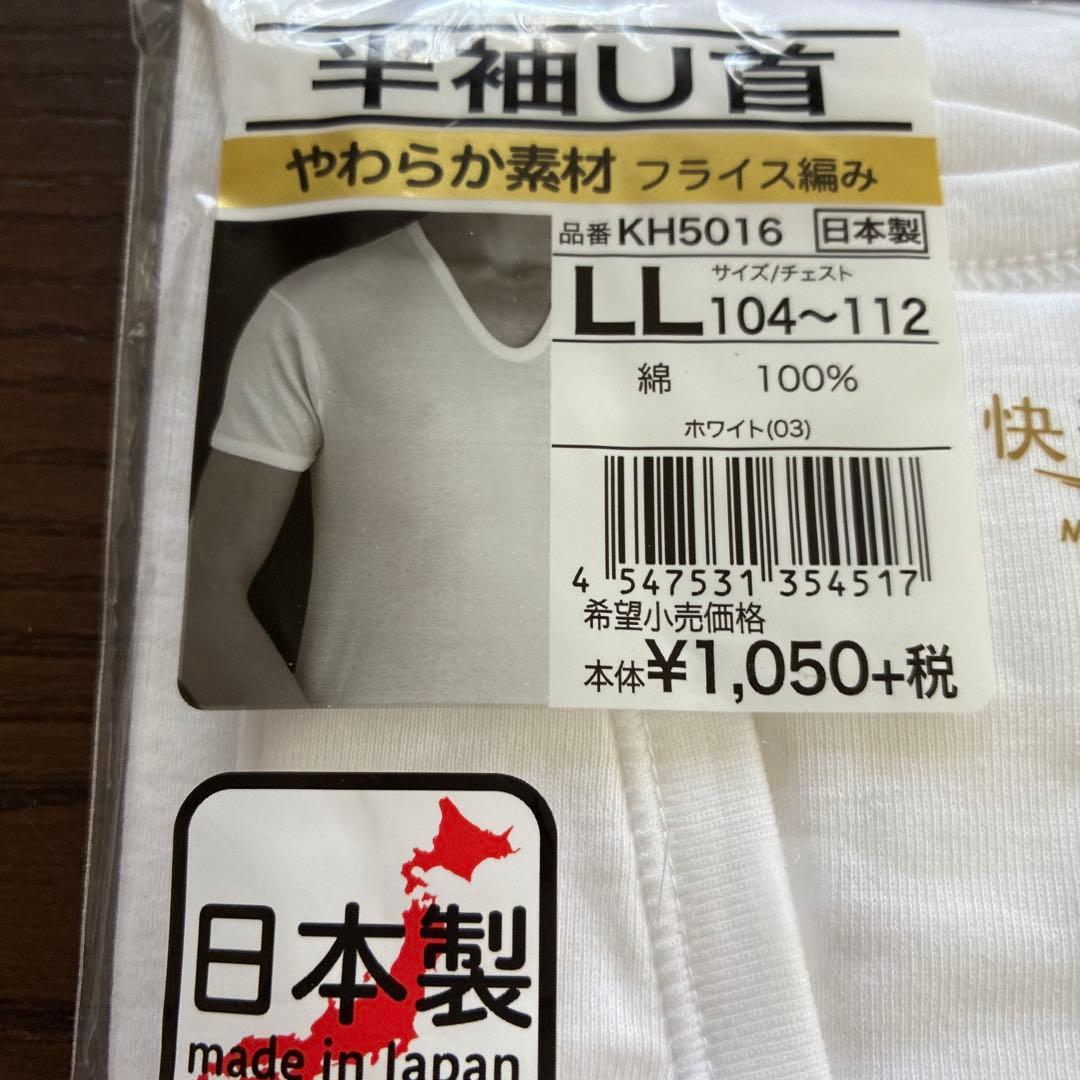 半袖U首
やわらか素材 フライス編み
品番KH5016 日本製
サイズ/チェスト
LL 104〜112
綿 100%
ホワイト(03)
4 547531 354517
希望小売価格
本体¥1,050+税
快
M
日本製
made in Japan